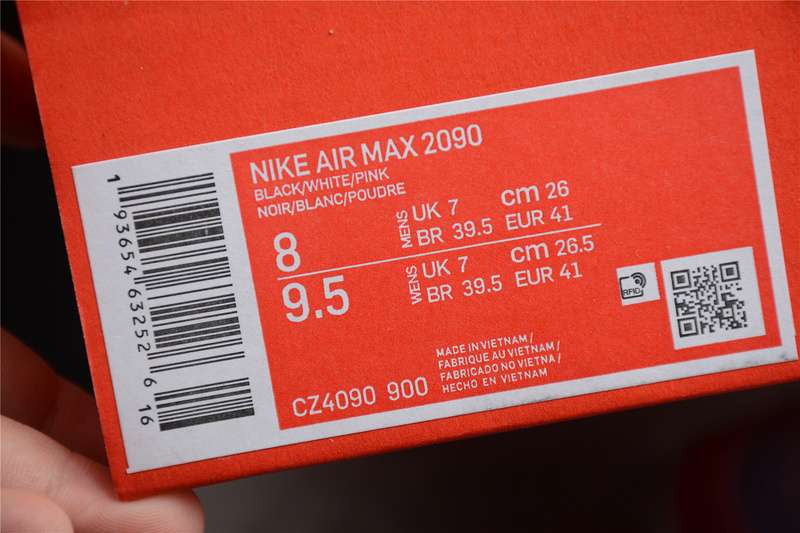 NIKE AIR MAX 2090
BLACK/WHITE/PINK
NOIR/BLANC/POUDRE
8 MENS UK 7 cm 26
BR 39.5 EUR 41
9.5 WENS UK 7 cm 26.5
BR 39.5 EUR 41
RFID
MADE IN VIETNAM/
FABRIQUE AU VIETNAM/
FABRICADO NO VIETNA/
HECHO EN VIETNAM
CZ4090 900
1 93654 63252 6 16